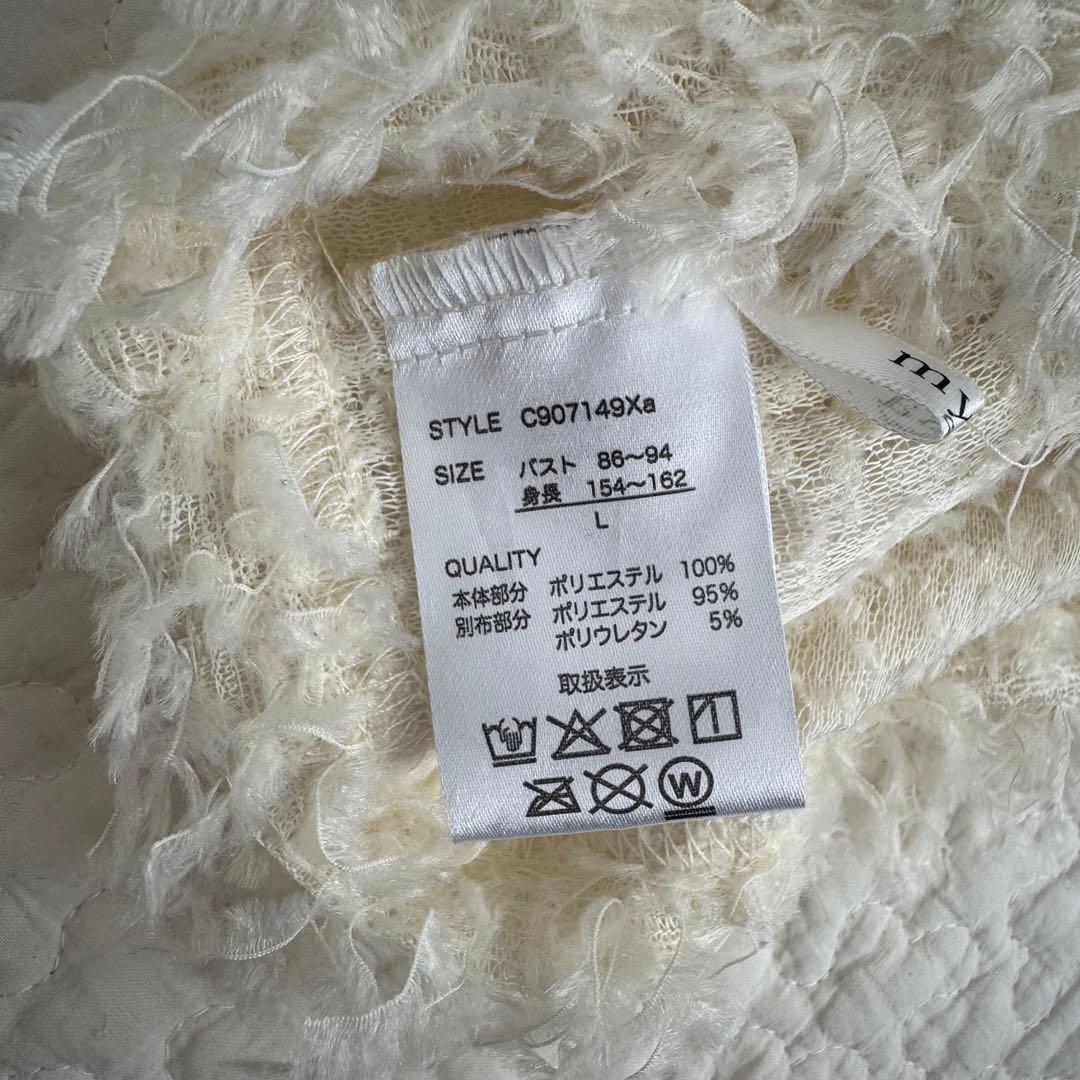 STYLE C907149Xa
SIZE バスト 86〜94
身長 154〜162
L
QUALITY
本体部分 ポリエステル 100%
別布部分 ポリエステル 95%
ポリウレタン 5%
取扱表示
W